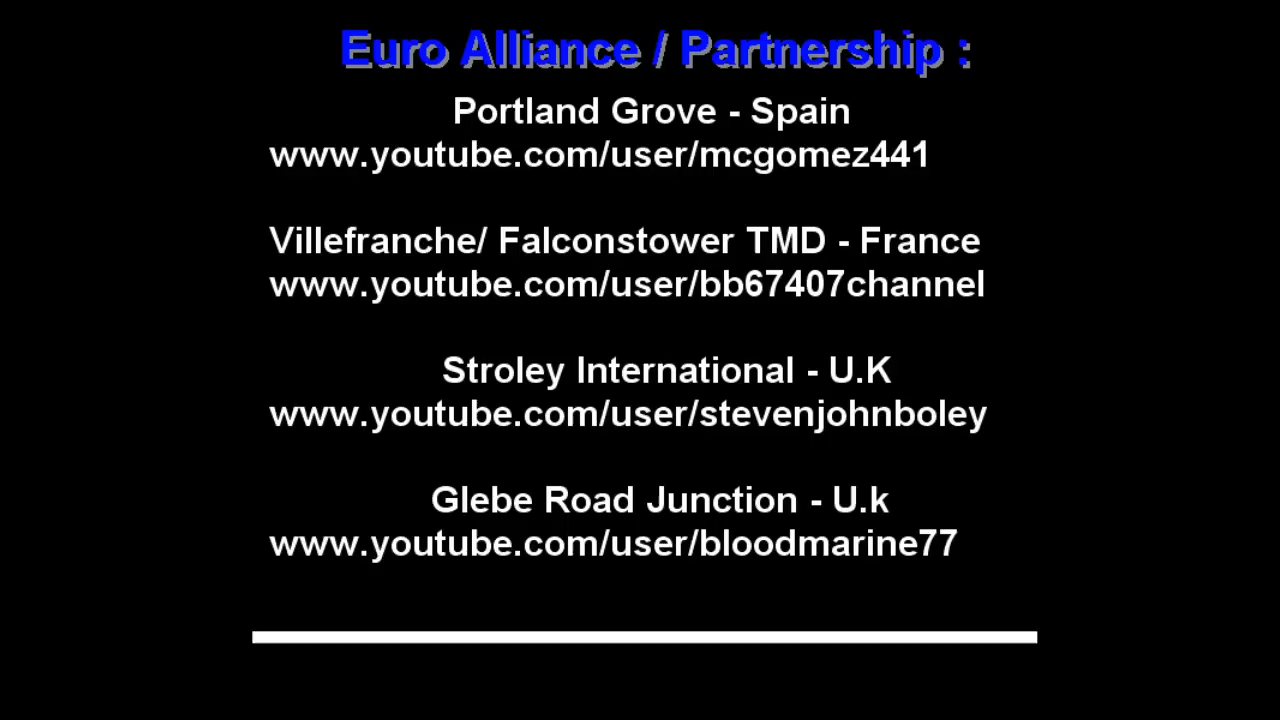 Euro Alliance / Partnership :
Portland Grove - Spain
www.youtube.com/user/mcgomez441
Villefranche/ Falconstower TMD - France
www.youtube.com/user/bb67407channel
Stroley International - U.K
www.youtube.com/user/stevenjohnboley
Glebe Road Junction - U.k
www.youtube.com/user/bloodmarine77